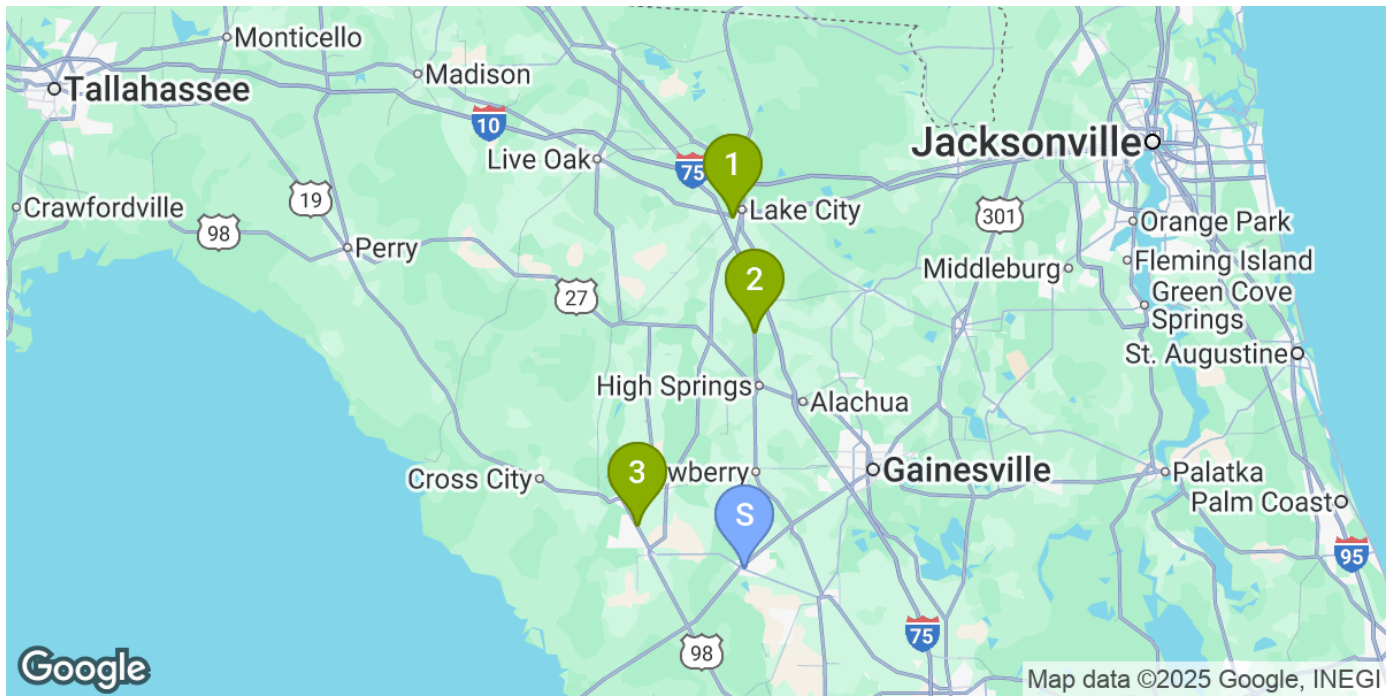 Monticello
Tallahassee
Madison
10
Live Oak
75
1
Jacksonville
19
Crawfordville
98
Perry
Lake City
301
Orange Park
Middleburg
Fleming Island
27
2
Green Cove
Springs
St. Augustine
High Springs
Alachua
Cross City
3
wberry
Gainesville
Palatka
Palm Coast
S
95
75
98
Google
Map data ©2025 Google, INEGI